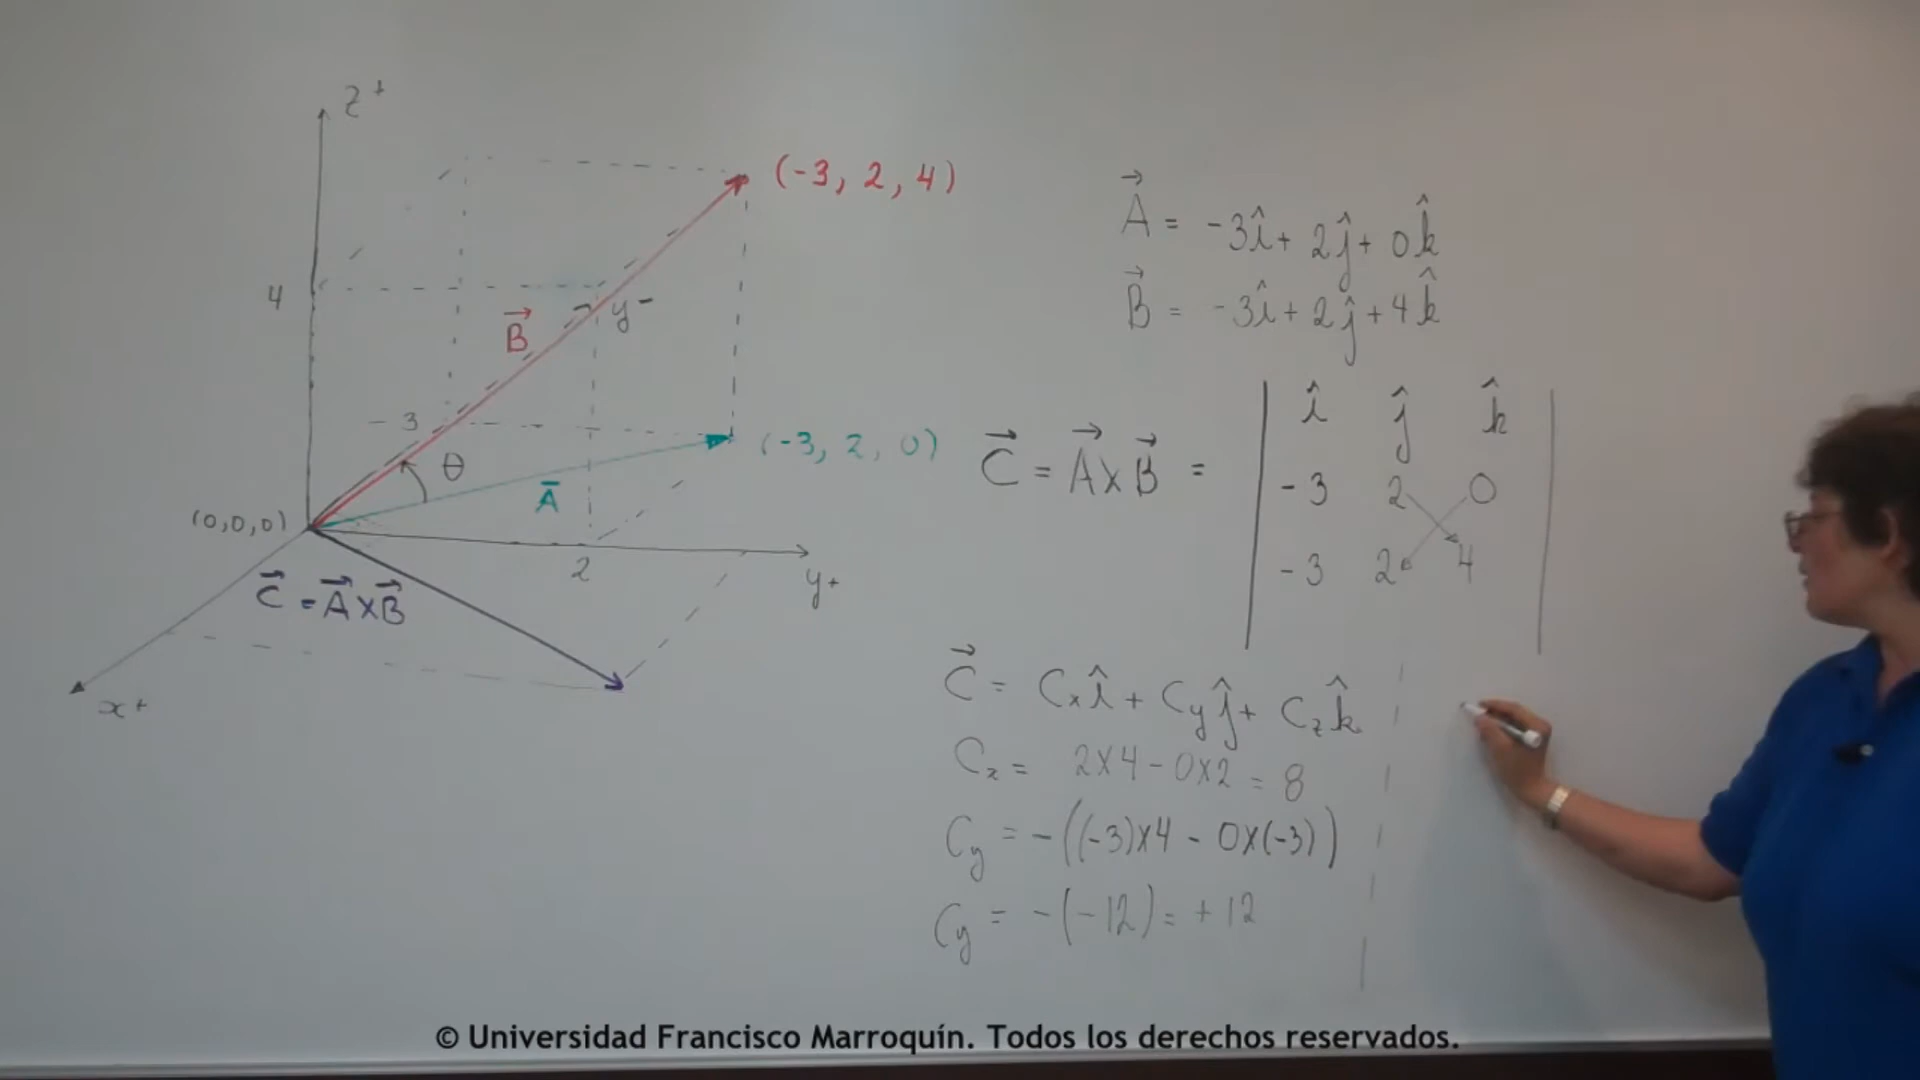 z+
(-3, 2, 4)
4
B⃗
y-
-3
θ
(-3, 2, 0)
A̅
(0,0,0)
2
y+
C⃗ = A⃗ x B⃗
x+
A⃗ = -3î + 2ĵ + 0k̂
B⃗ = -3î + 2ĵ + 4k̂
C⃗ = A⃗ x B⃗ =
î ĵ k̂
-3 2 0
-3 2 4
C⃗ = Cxî + Cyĵ + Czk̂
Cx = 2x4 - 0x2 = 8
Cy = -((-3)x4 - 0x(-3))
Cy = -(-12) = +12
© Universidad Francisco Marroquín. Todos los derechos reservados.